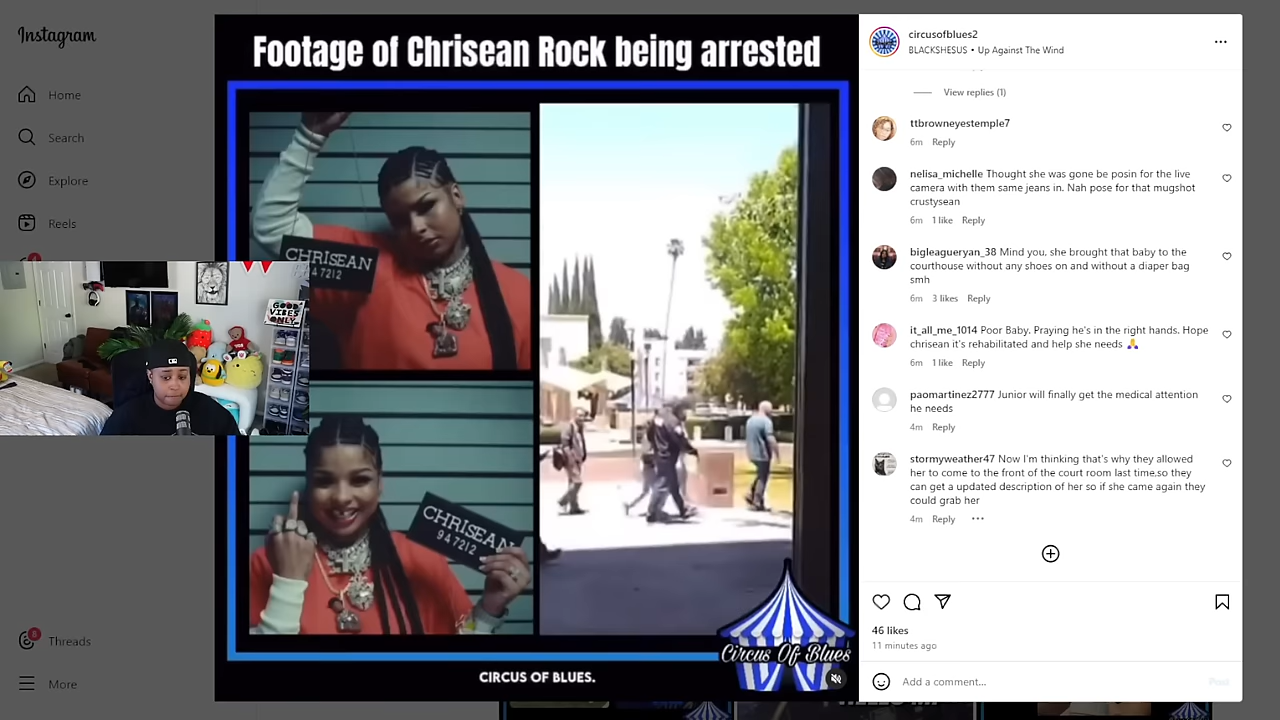 Instagram
Home
Search
Explore
Reels
GOOD
VIBES
ONLY
8
Threads
More
Footage of Chrisean Rock being arrested
CHRISEAN
4 7212
CHRISEAN
94 7212
Circus Of Blues
CIRCUS OF BLUES.
circusofblues2
BLACKSHESUS • Up Against The Wind
View replies (1)
ttbrowneyestemple7
6m Reply
nelisa_michelle Thought she was gone be posin for the live
camera with them same jeans in. Nah pose for that mugshot
crustysean
6m 1 like Reply
bigleagueryan_38 Mind you, she brought that baby to the
courthouse without any shoes on and without a diaper bag
smh
6m 3 likes Reply
it_all_me_1014 Poor Baby. Praying he's in the right hands. Hope
chrisean it's rehabilitated and help she needs 🙏
6m 1 like Reply
paomartinez2777 Junior will finally get the medical attention
he needs
4m Reply
stormyweather47 Now I'm thinking that's why they allowed
her to come to the front of the court room last time,so they
can get a updated description of her so if she came again they
could grab her
4m Reply
46 likes
11 minutes ago
Add a comment...
Post